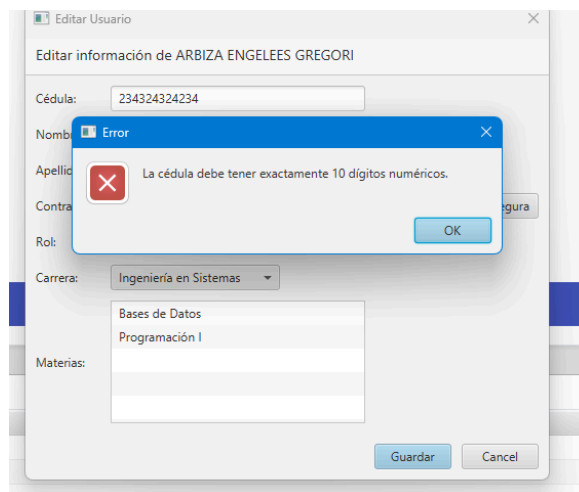 Editar Usuario
Editar información de ARBIZA ENGELEES GREGORI
Cédula: 234324324234
Error
La cédula debe tener exactamente 10 dígitos numéricos.
OK
Rol:
Carrera: Ingeniería en Sistemas
Bases de Datos
Programación I
Materias:
Guardar Cancel